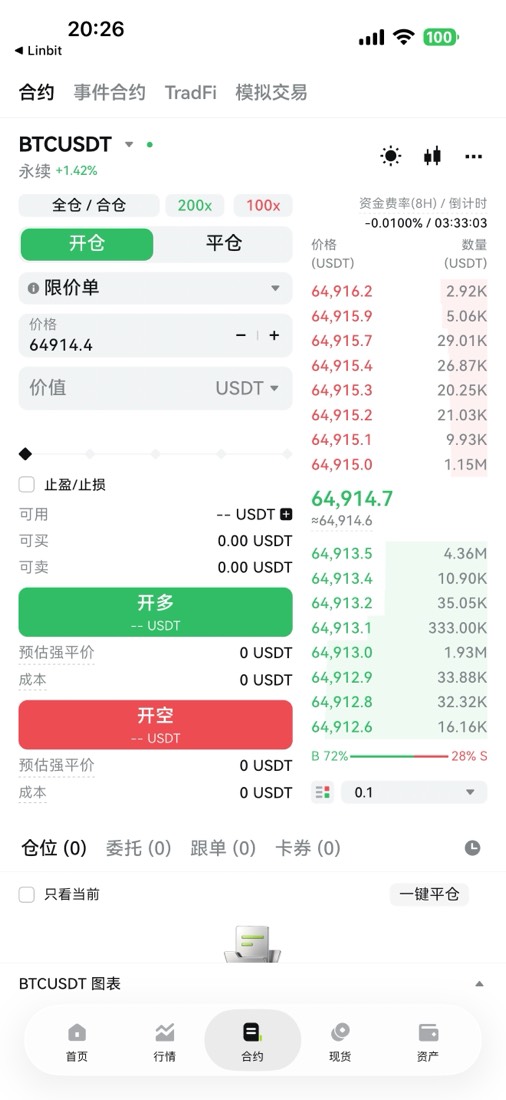 20:26
100
◀ Linbit
合约 事件合约 TradFi 模拟交易
BTCUSDT
永续 +1.42%
全仓 / 合仓 200x 100x
开仓 平仓
限价单
价格
64914.4
价值 USDT
止盈/止损
可用 -- USDT
可买 0.00 USDT
可卖 0.00 USDT
开多
-- USDT
预估强平价 0 USDT
成本 0 USDT
开空
-- USDT
预估强平价 0 USDT
成本 0 USDT
资金费率(8H) / 倒计时
-0.0100% / 03:33:03
价格 数量
(USDT) (USDT)
64,916.2 2.92K
64,915.9 5.06K
64,915.7 29.01K
64,915.4 26.87K
64,915.3 20.25K
64,915.2 21.03K
64,915.1 9.93K
64,915.0 1.15M
64,914.7
≈64,914.6
64,913.5 4.36M
64,913.4 10.90K
64,913.2 35.05K
64,913.1 333.00K
64,913.0 1.93M
64,912.9 33.88K
64,912.8 32.32K
64,912.6 16.16K
B 72% 28% S
0.1
仓位 (0) 委托 (0) 跟单 (0) 卡券 (0)
只看当前 一键平仓
BTCUSDT 图表
首页 行情 合约 现货 资产